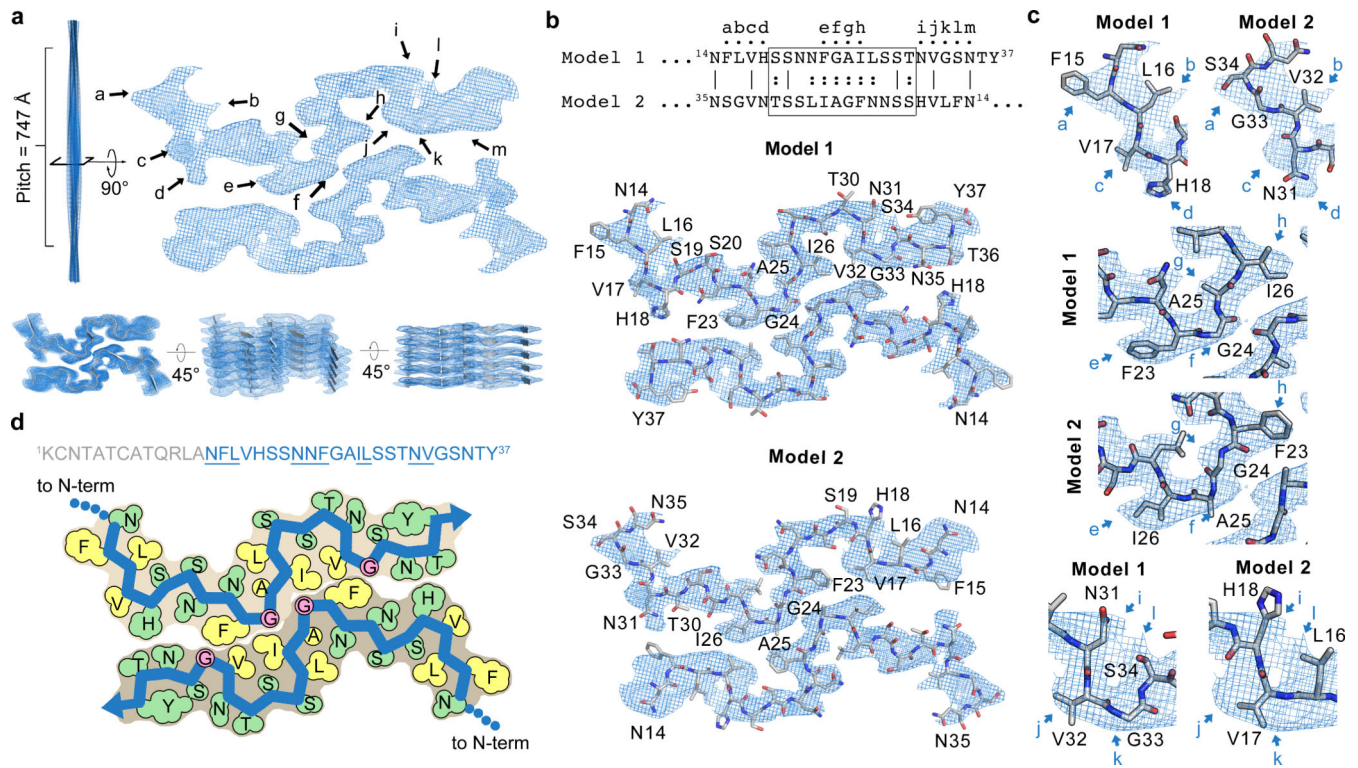 a
Pitch = 747 Å
90°
a
b
c
d
e
f
g
h
i
l
j
k
m
45°
45°
b
abcd efgh ijklm
Model 1 ... ¹⁴NFLVHSSNNFGAILSSTNVGSNTY³⁷
Model 2 ... ³⁵NSGVNTSSLIAGFNNSSHVLFN¹⁴ ...
Model 1
N14
F15
L16
S19
S20
V17
H18
F23
A25
G24
I26
T30
N31
S34
V32
G33
N35
Y37
T36
H18
Y37
N14
Model 2
N35
S34
V32
G33
N31
T30
I26
G24
A25
F23
S19
H18
L16
V17
N14
F15
N14
N35
c
Model 1 Model 2
F15
L16
a
b
V17
c
H18
d
S34
V32
b
a
G33
c
N31
d
Model 1
h
g
A25
I26
e
f
G24
F23
Model 2
h
g
F23
G24
e
f
A25
I26
Model 1 Model 2
N31
i
l
S34
j
V32
G33
k
H18
i
l
L16
j
V17
k
d
¹KCNTATCATQRLANFLVHSSNNFGAILSSTNVGSNTY³⁷
to N-term
N
F
L
V
H
S
S
N
N
F
G
A
L
I
S
S
T
N
V
G
S
N
T
Y
T
N
G
V
I
G
F
N
N
H
V
Y
S
N
T
S
S
L
A
S
S
L
F
N
to N-term